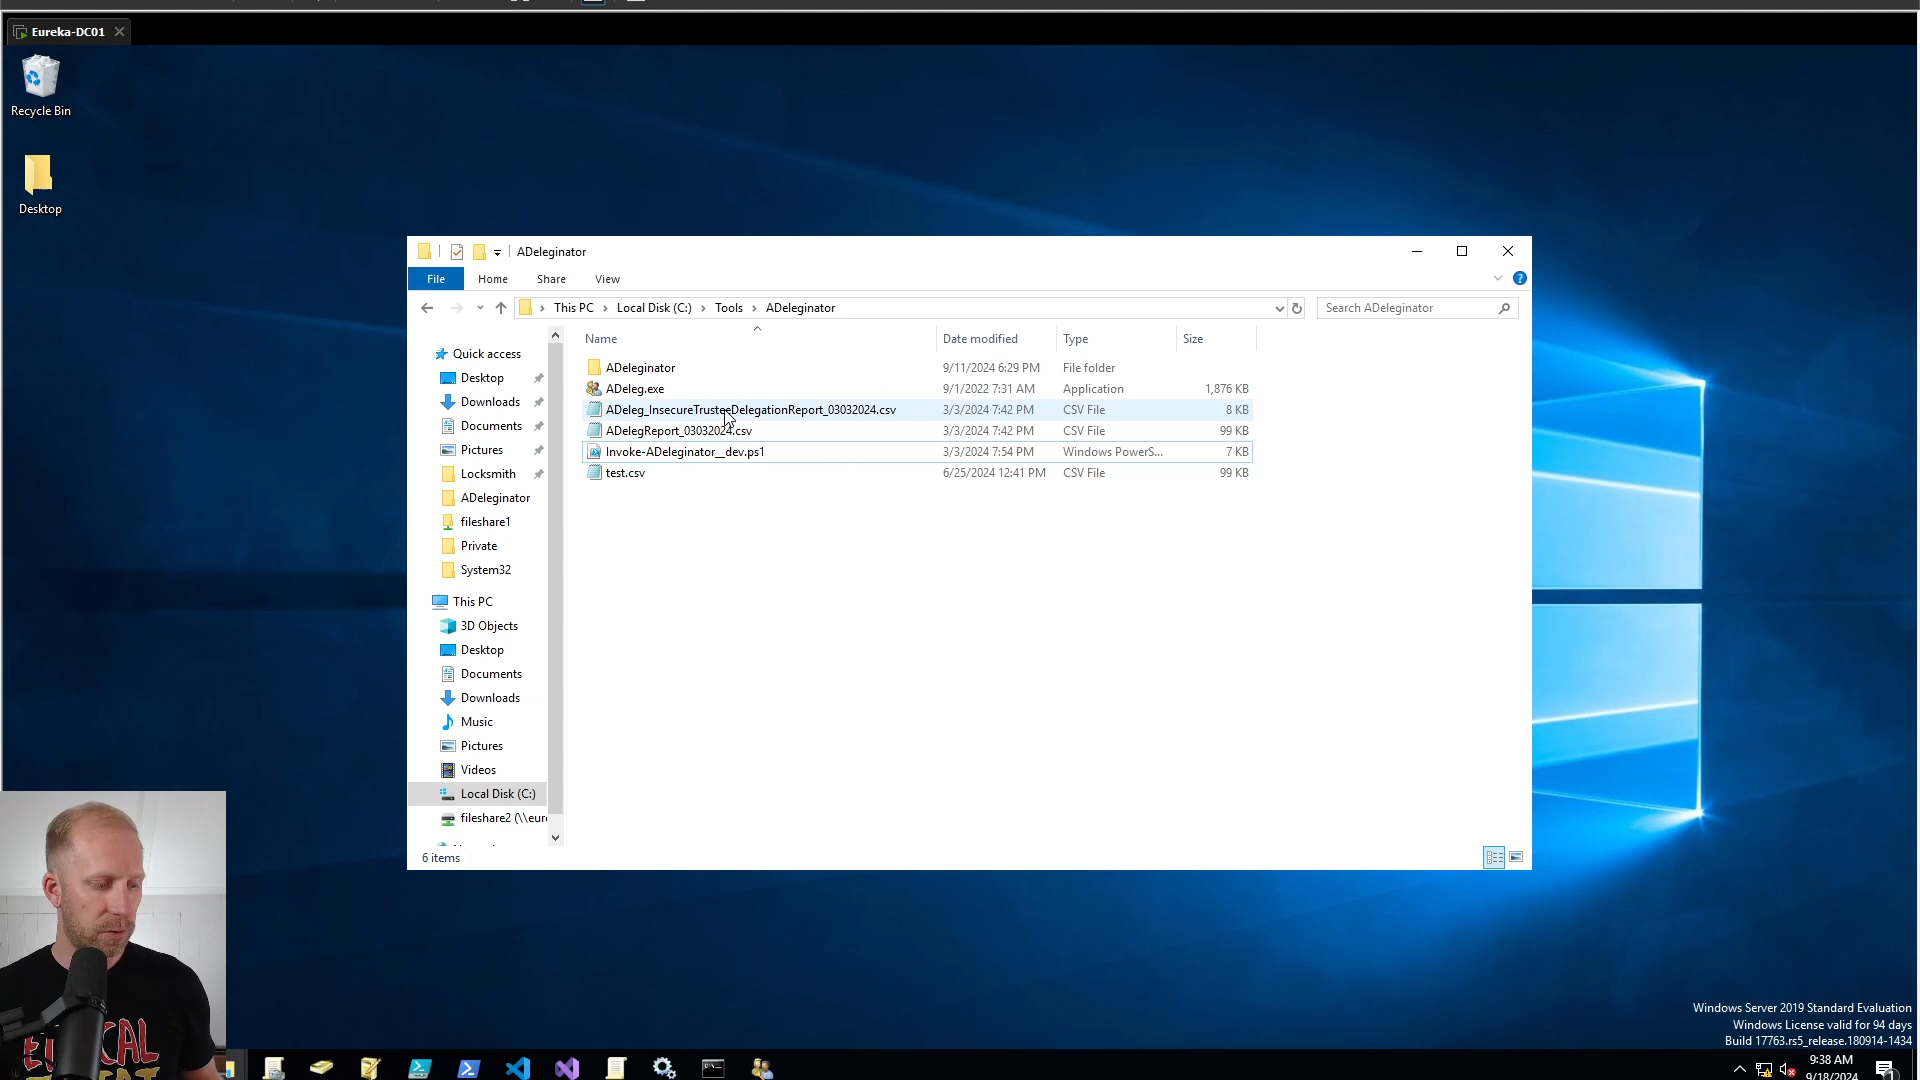 Eureka-DC01
Recycle Bin
Desktop
ADeleginator
File Home Share View
This PC Local Disk (C:) Tools ADeleginator
Search ADeleginator
Name Date modified Type Size
ADeleginator 9/11/2024 6:29 PM File folder
ADeleg.exe 9/1/2022 7:31 AM Application 1,876 KB
ADeleg_InsecureTrusteeDelegationReport_03032024.csv 3/3/2024 7:42 PM CSV File 8 KB
ADelegReport_03032024.csv 3/3/2024 7:42 PM CSV File 99 KB
Invoke-ADeleginator__dev.ps1 3/3/2024 7:54 PM Windows PowerS... 7 KB
test.csv 6/25/2024 12:41 PM CSV File 99 KB
Quick access
Desktop
Downloads
Documents
Pictures
Locksmith
ADeleginator
fileshare1
Private
System32
This PC
3D Objects
Desktop
Documents
Downloads
Music
Pictures
Videos
Local Disk (C:)
fileshare2 (\\eure
6 items
Windows Server 2019 Standard Evaluation
Windows License valid for 94 days
Build 17763.rs5_release.180914-1434
9:38 AM
9/18/2024